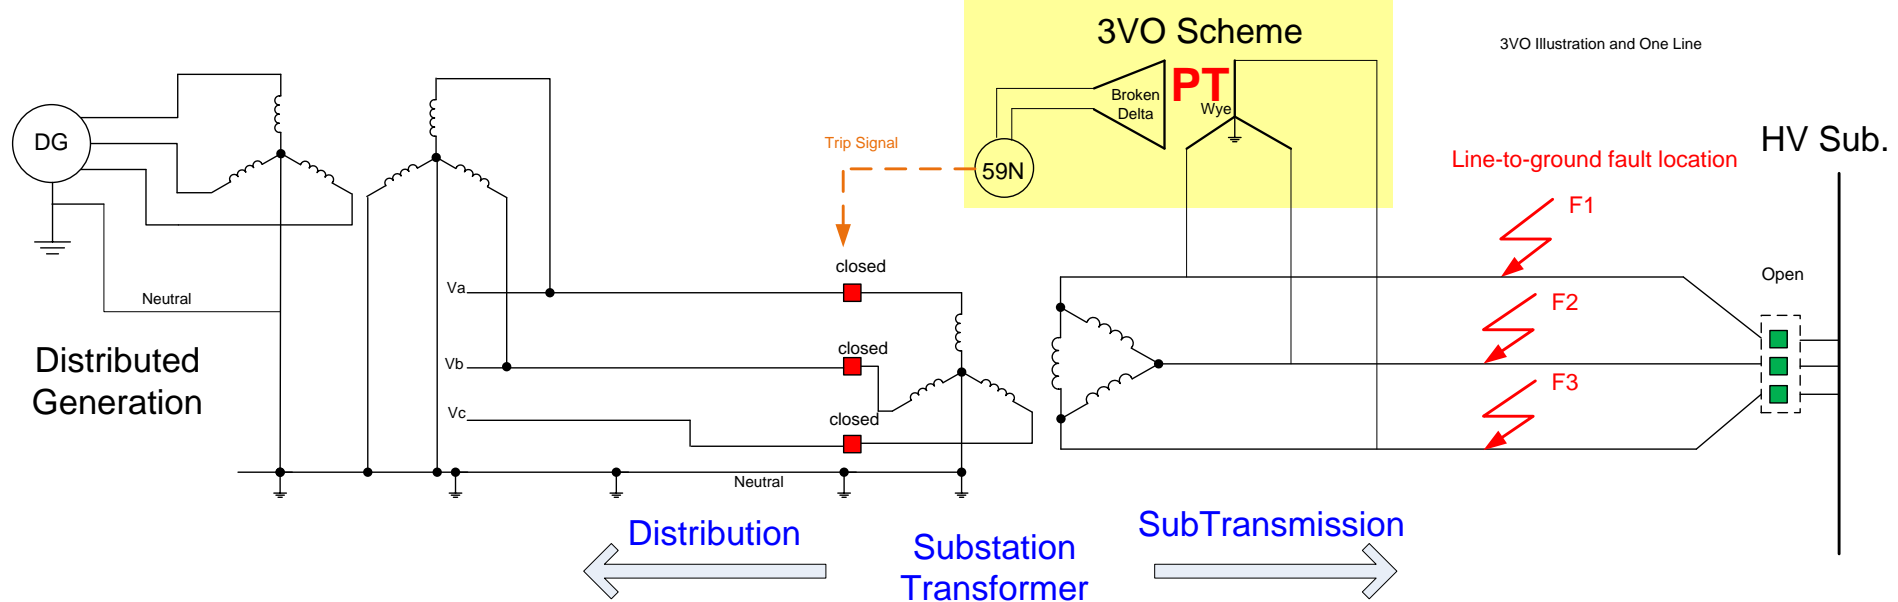 3VO Scheme
3VO Illustration and One Line
PT
Broken
Delta
Wye
DG
Trip Signal
59N
HV Sub.
Line-to-ground fault location
F1
closed
Open
Va
Neutral
F2
closed
Vb
Distributed
Generation
F3
Vc
closed
Neutral
Distribution
SubTransmission
Substation
Transformer